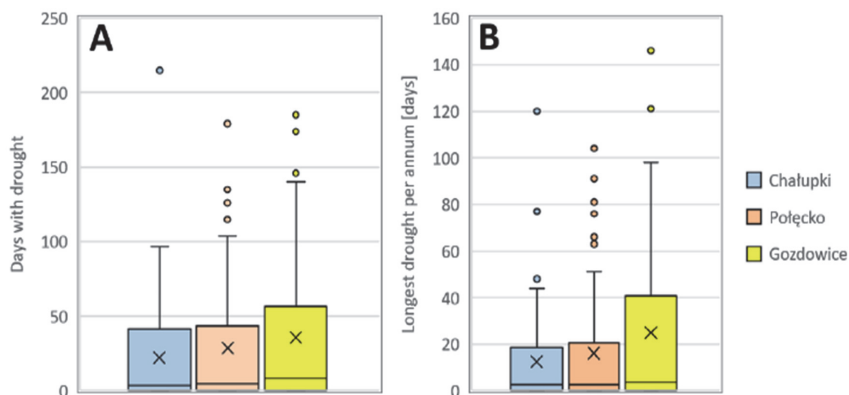 A
Days with drought
250
200
150
100
50
0
B
Longest drought per annum [days]
160
140
120
100
80
60
40
20
0
Chałupki
Połęcko
Gozdowice